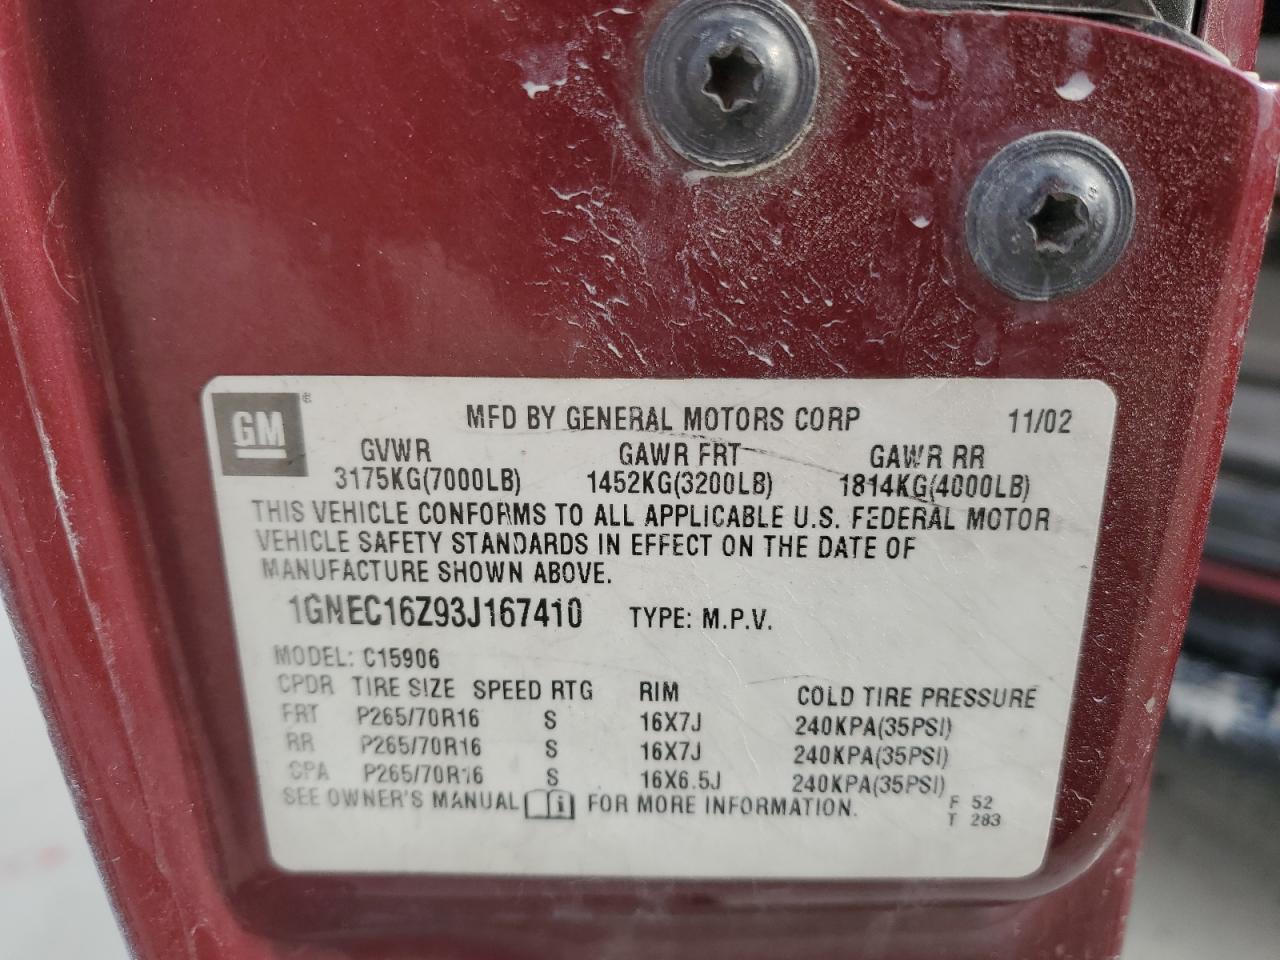 GM ®
MFD BY GENERAL MOTORS CORP 11/02
GVWR GAWR FRT GAWR RR
3175KG(7000LB) 1452KG(3200LB) 1814KG(4000LB)
THIS VEHICLE CONFORMS TO ALL APPLICABLE U.S. FEDERAL MOTOR
VEHICLE SAFETY STANDARDS IN EFFECT ON THE DATE OF
MANUFACTURE SHOWN ABOVE.
1GNEC16Z93J167410 TYPE: M.P.V.
MODEL: C15906
CPDR TIRE SIZE SPEED RTG RIM COLD TIRE PRESSURE
FRT P265/70R16 S 16X7J 240KPA(35PSI)
RR P265/70R16 S 16X7J 240KPA(35PSI)
SPA P265/70R16 S 16X6.5J 240KPA(35PSI)
SEE OWNER'S MANUAL i FOR MORE INFORMATION.
F 52
T 283